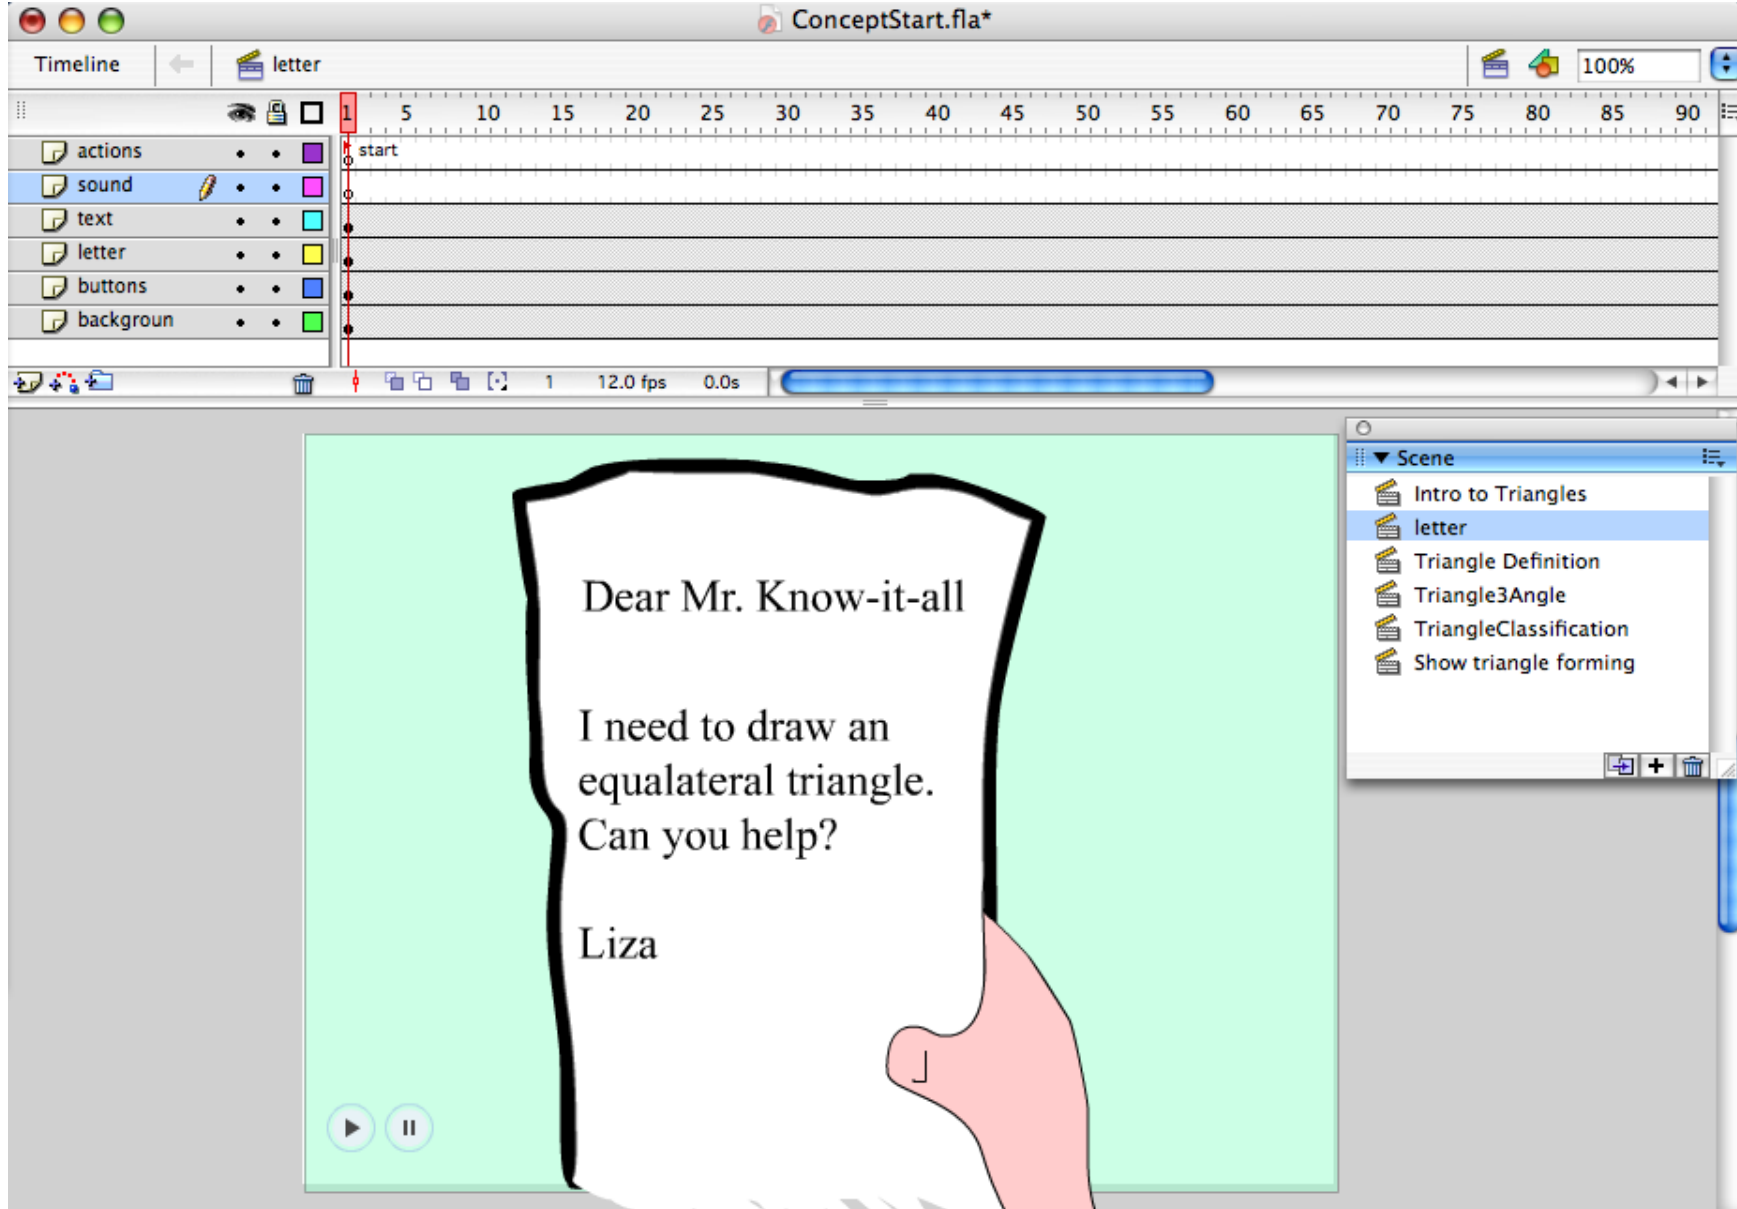 ConceptStart.fla*
Timeline letter 100%
1 5 10 15 20 25 30 35 40 45 50 55 60 65 70 75 80 85 90
actions start
sound
text
letter
buttons
backgroun
1 12.0 fps 0.0s
Scene
Intro to Triangles
letter
Triangle Definition
Triangle3Angle
TriangleClassification
Show triangle forming
Dear Mr. Know-it-all
I need to draw an
equalateral triangle.
Can you help?
Liza